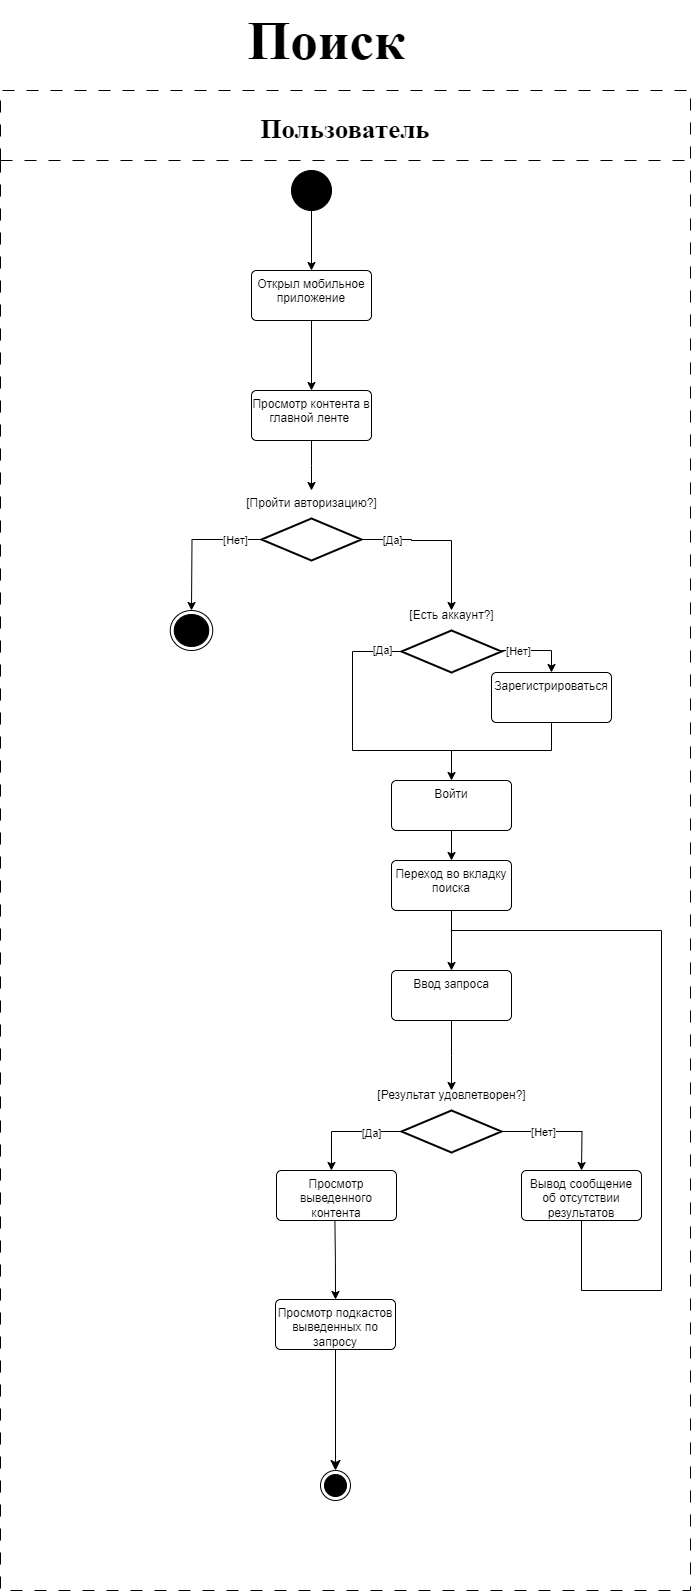 Поиск
Пользователь
Открыл мобильное
приложение
Просмотр контента в
главной ленте
[Пройти авторизацию?]
[Нет]
[Да]
[Есть аккаунт?]
[Да]
[Нет]
Зарегистрироваться
Войти
Переход во вкладку
поиска
Ввод запроса
[Результат удовлетворен?]
[Да]
[Нет]
Просмотр
выведенного
контента
Вывод сообщение
об отсутствии
результатов
Просмотр подкастов
выведенных по
запросу